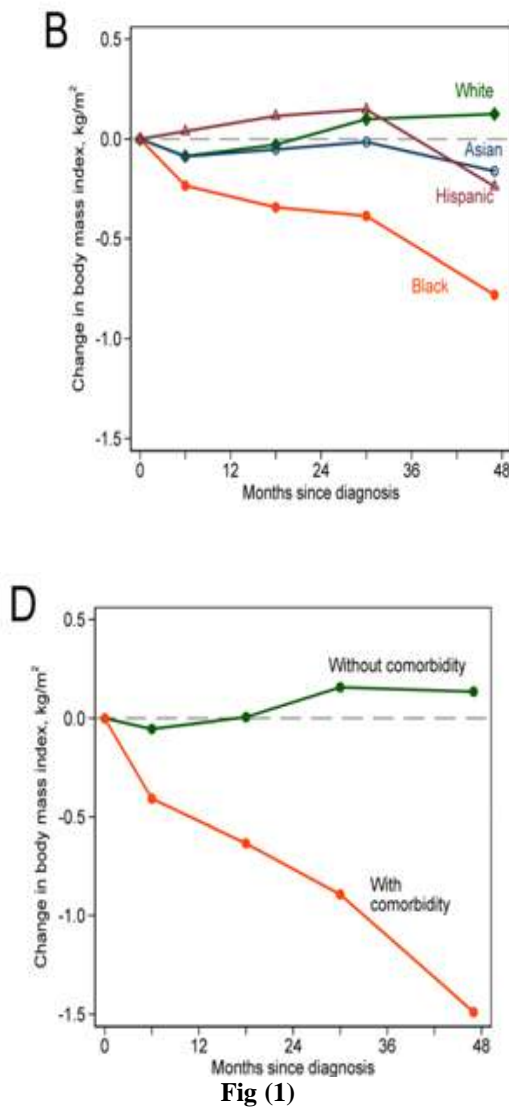 B
Change in body mass index, kg/m²
0.5
0.0
-0.5
-1.0
-1.5
White
Asian
Hispanic
Black
0 12 24 36 48
Months since diagnosis
D
Change in body mass index, kg/m²
0.5
0.0
-0.5
-1.0
-1.5
Without comorbidity
With
comorbidity
0 12 24 36 48
Months since diagnosis
Fig (1)